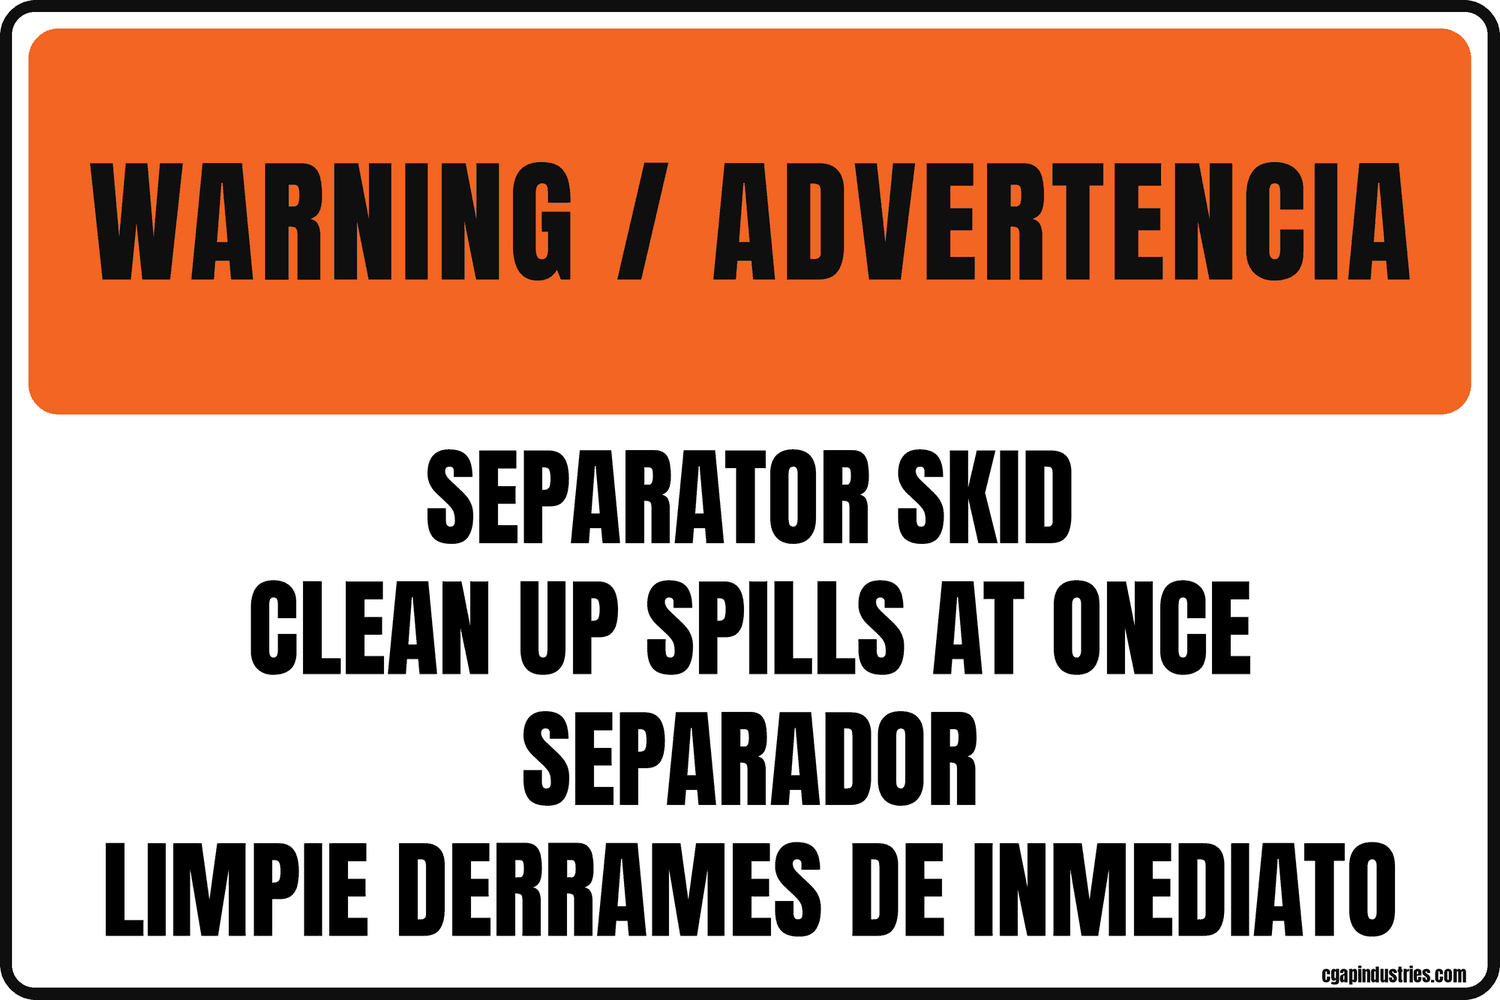 WARNING / ADVERTENCIA
SEPARATOR SKID
CLEAN UP SPILLS AT ONCE
SEPARADOR
LIMPIE DERRAMES DE INMEDIATO
cgapindustries.com